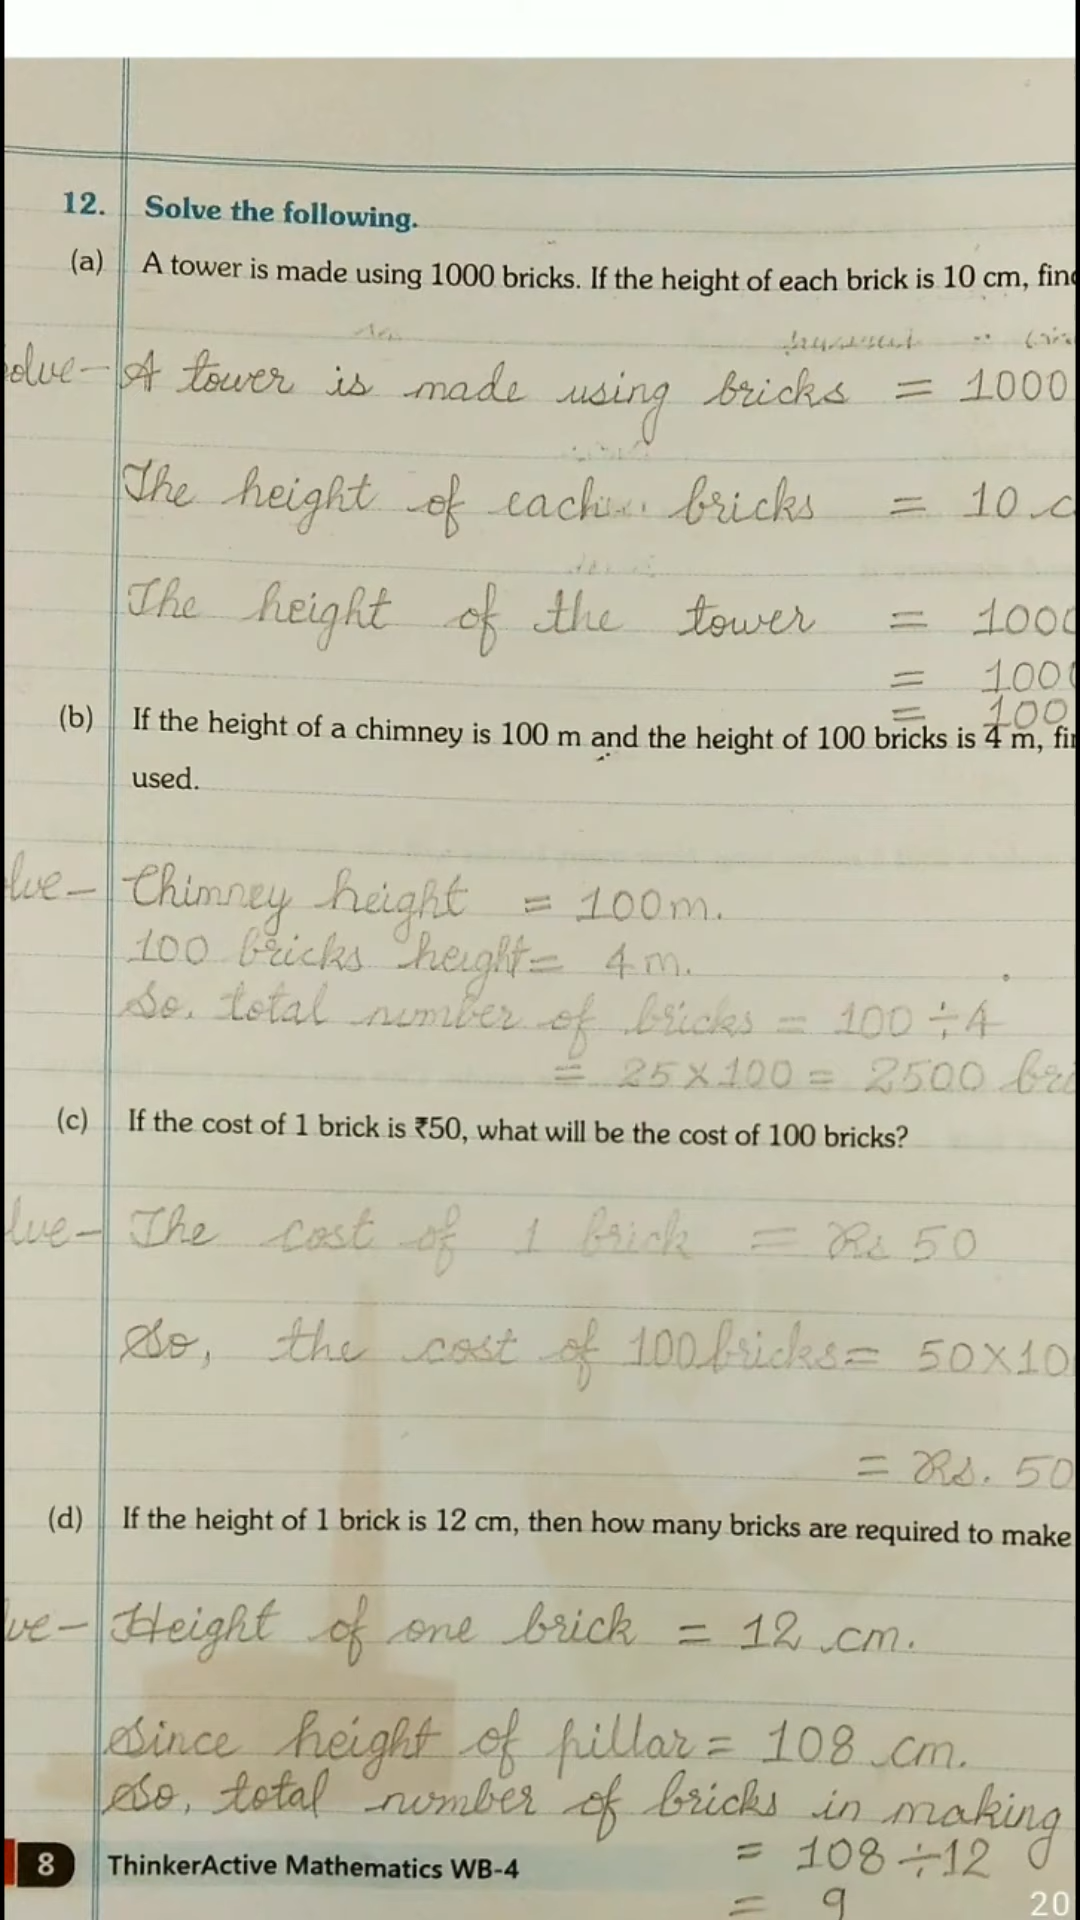 12. Solve the following.
(a) A tower is made using 1000 bricks. If the height of each brick is 10 cm, find
olve- A tower is made using bricks = 1000
The height of each bricks = 10 c
The height of the tower = 1000
= 1000
= 100
(b) If the height of a chimney is 100 m and the height of 100 bricks is 4 m, fin
used.
lve- Chimney height = 100m.
100 bricks height= 4 m.
So, total number of bricks = 100 ÷ 4
= 25 × 100 = 2500 bri
(c) If the cost of 1 brick is ₹50, what will be the cost of 100 bricks?
lve- The cost of 1 brick = Rs 50
So, the cost of 100 bricks = 50×10
= Rs. 50
(d) If the height of 1 brick is 12 cm, then how many bricks are required to make
ve- Height of one brick = 12 cm.
Since height of pillar = 108 cm.
So, total number of bricks in making
= 108 ÷ 12
8 ThinkerActive Mathematics WB-4
= 9
20